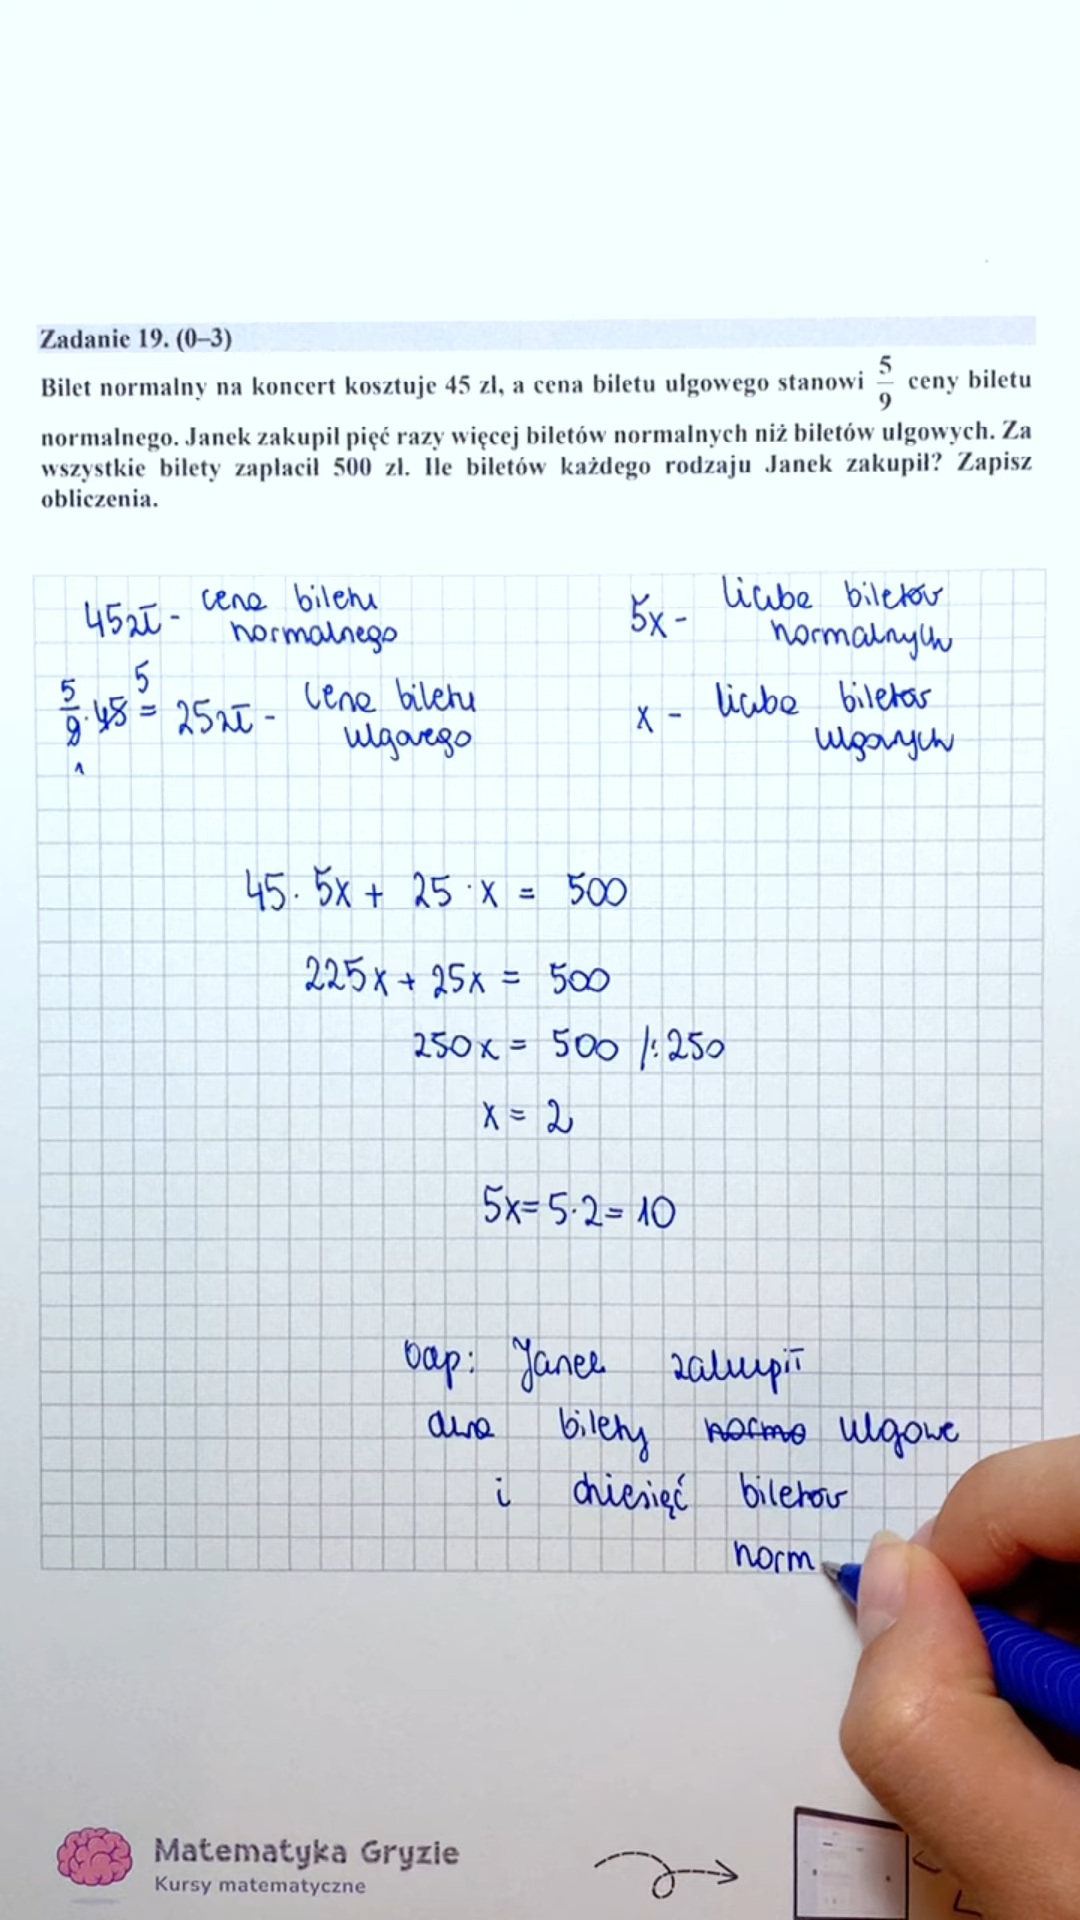 Zadanie 19. (0–3)
Bilet normalny na koncert kosztuje 45 zł, a cena biletu ulgowego stanowi 5/9 ceny biletu
normalnego. Janek zakupił pięć razy więcej biletów normalnych niż biletów ulgowych. Za
wszystkie bilety zapłacił 500 zł. Ile biletów każdego rodzaju Janek zakupił? Zapisz
obliczenia.
45zł - cena biletu
normalnego
5/9 · 45 = 25zł - cena biletu
ulgowego
5
1
5x - liczba biletów
normalnych
x - liczba biletów
ulgowych
45 · 5x + 25 · x = 500
225x + 25x = 500
250x = 500 /:250
x = 2
5x = 5·2 = 10
Odp: Janek zakupił
dwa bilety normo ulgowe
i dziesięć biletów
norm
Matematyka Gryzie
Kursy matematyczne